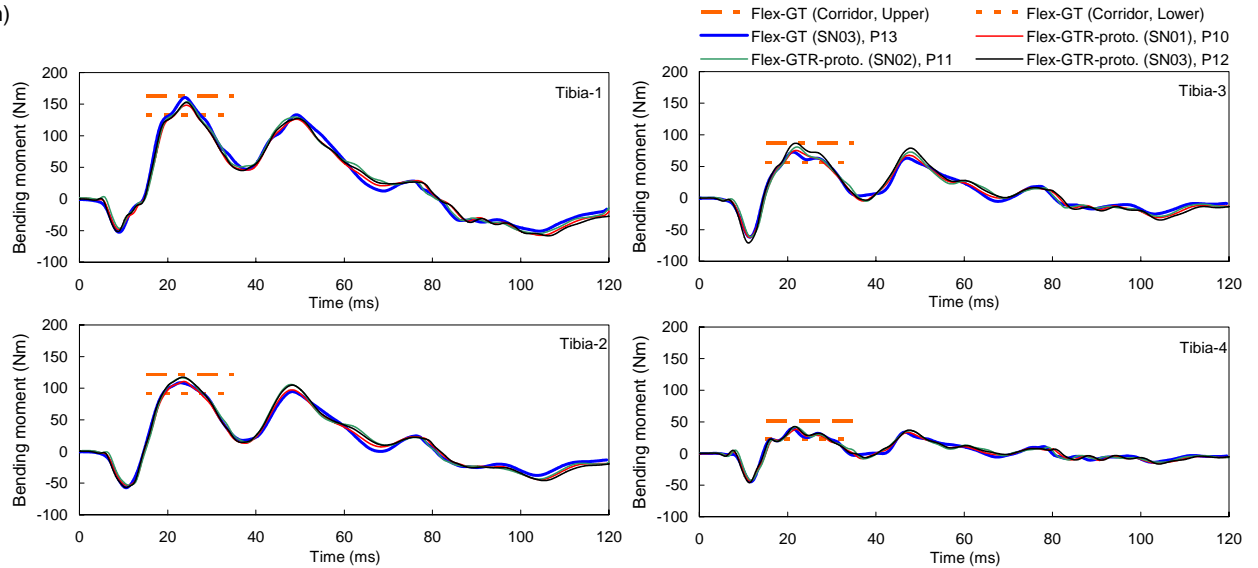 )
Flex-GT (Corridor, Upper) Flex-GT (Corridor, Lower)
Flex-GT (SN03), P13 Flex-GTR-proto. (SN01), P10
Flex-GTR-proto. (SN02), P11 Flex-GTR-proto. (SN03), P12
Bending moment (Nm)
200
150
100
50
0
-50
-100
Tibia-1
0 20 40 60 80 100 120
Time (ms)
Bending moment (Nm)
200
150
100
50
0
-50
-100
Tibia-3
0 20 40 60 80 100 120
Time (ms)
Bending moment (Nm)
200
150
100
50
0
-50
-100
Tibia-2
0 20 40 60 80 100 120
Time (ms)
Bending moment (Nm)
200
150
100
50
0
-50
-100
Tibia-4
0 20 40 60 80 100 120
Time (ms)